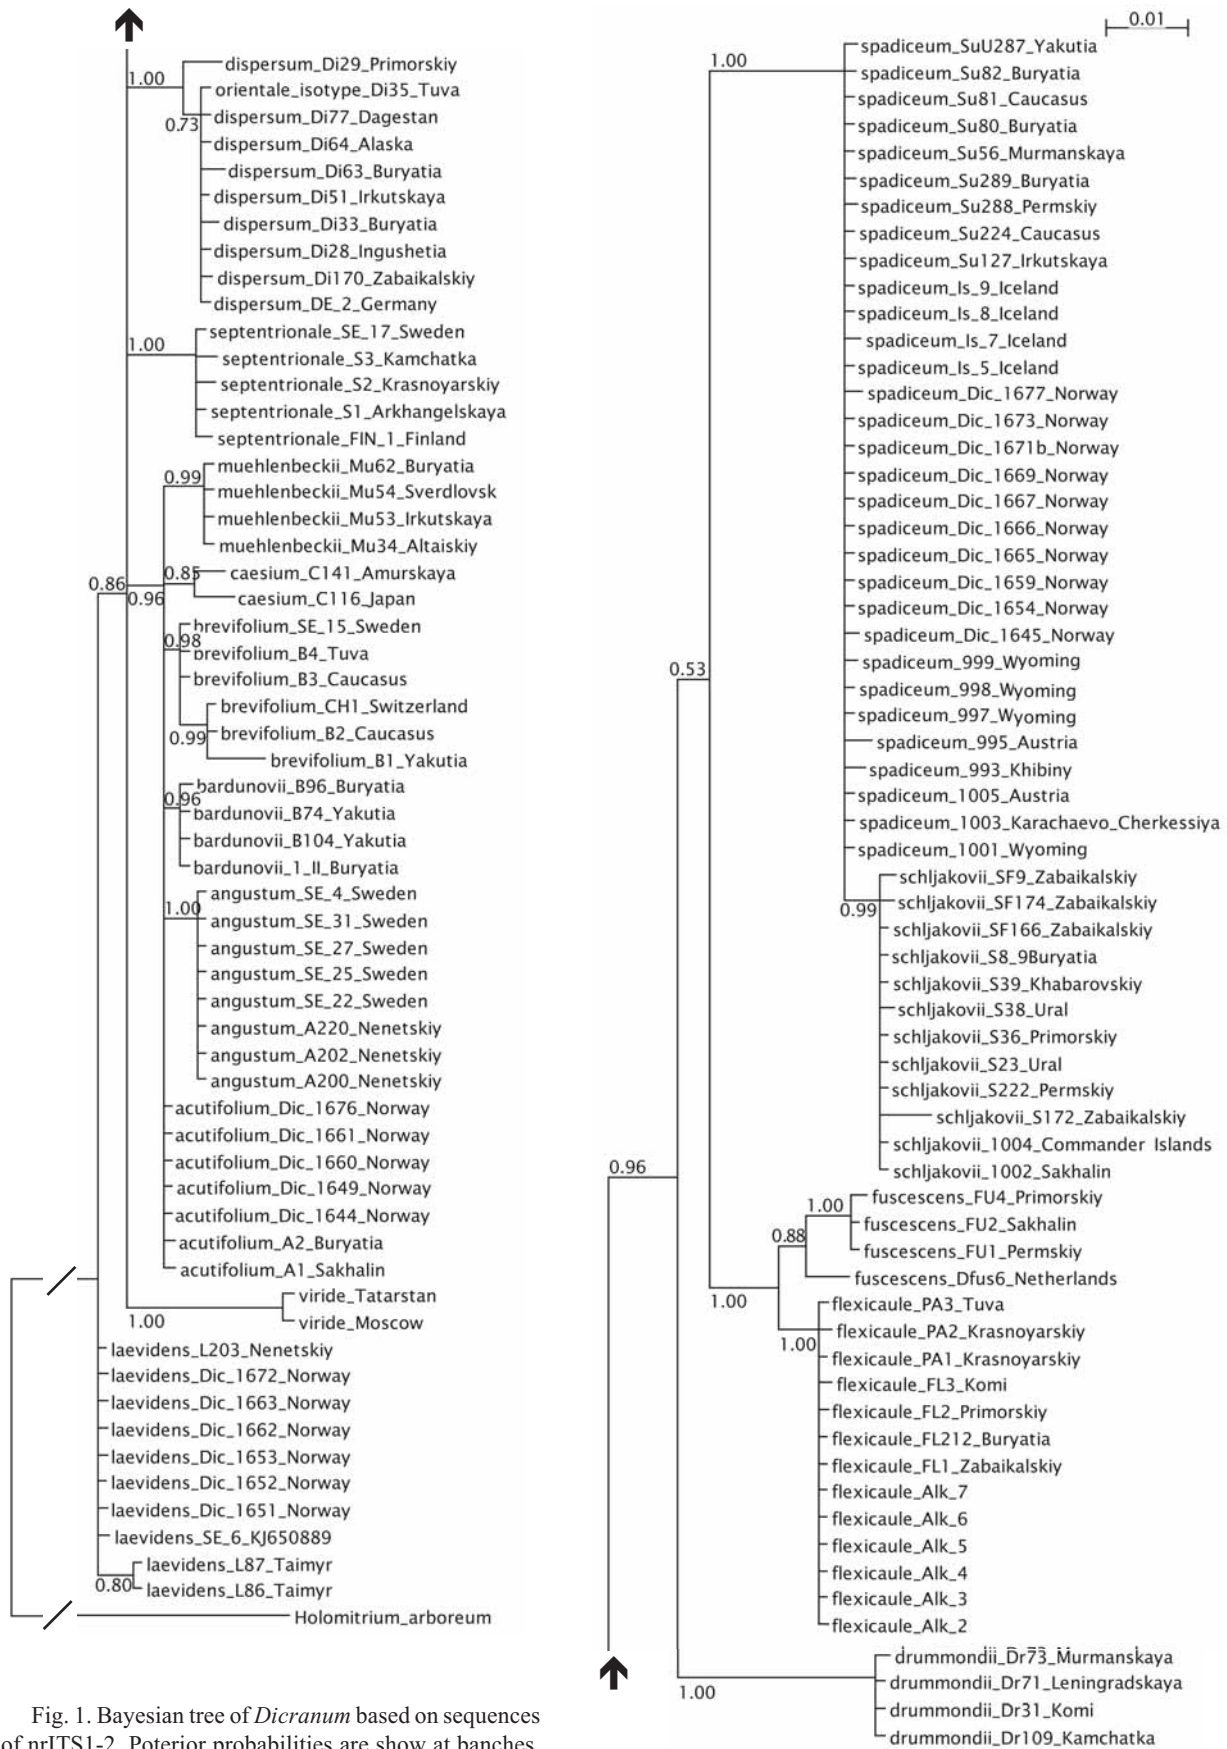 1.00
dispersum_Di29_Primorskiy
orientale_isotype_Di35_Tuva
dispersum_Di77_Dagestan
0.73
dispersum_Di64_Alaska
dispersum_Di63_Buryatia
dispersum_Di51_Irkutskaya
dispersum_Di33_Buryatia
dispersum_Di28_Ingushetia
dispersum_Di170_Zabaikalskiy
dispersum_DE_2_Germany
septentrionale_SE_17_Sweden
1.00
septentrionale_S3_Kamchatka
septentrionale_S2_Krasnoyarskiy
septentrionale_S1_Arkhangelskaya
septentrionale_FIN_1_Finland
muehlenbeckii_Mu62_Buryatia
0.99
muehlenbeckii_Mu54_Sverdlovsk
muehlenbeckii_Mu53_Irkutskaya
muehlenbeckii_Mu34_Altaiskiy
0.85
caesium_C141_Amurskaya
0.86
0.96
caesium_C116_Japan
brevifolium_SE_15_Sweden
0.98
brevifolium_B4_Tuva
brevifolium_B3_Caucasus
brevifolium_CH1_Switzerland
brevifolium_B2_Caucasus
0.99
brevifolium_B1_Yakutia
bardunovii_B96_Buryatia
0.96
bardunovii_B74_Yakutia
bardunovii_B104_Yakutia
bardunovii_1_II_Buryatia
angustum_SE_4_Sweden
1.00
angustum_SE_31_Sweden
angustum_SE_27_Sweden
angustum_SE_25_Sweden
angustum_SE_22_Sweden
angustum_A220_Nenetskiy
angustum_A202_Nenetskiy
angustum_A200_Nenetskiy
acutifolium_Dic_1676_Norway
acutifolium_Dic_1661_Norway
acutifolium_Dic_1660_Norway
acutifolium_Dic_1649_Norway
acutifolium_Dic_1644_Norway
acutifolium_A2_Buryatia
acutifolium_A1_Sakhalin
viride_Tatarstan
1.00
viride_Moscow
laevidens_L203_Nenetskiy
laevidens_Dic_1672_Norway
laevidens_Dic_1663_Norway
laevidens_Dic_1662_Norway
laevidens_Dic_1653_Norway
laevidens_Dic_1652_Norway
laevidens_Dic_1651_Norway
laevidens_SE_6_KJ650889
laevidens_L87_Taimyr
0.80
laevidens_L86_Taimyr
Holomitrium_arboreum
Fig. 1. Bayesian tree of Dicranum based on sequences
of nrITS1-2. Poterior probabilities are show at banches.
0.01
spadiceum_SuU287_Yakutia
1.00
spadiceum_Su82_Buryatia
spadiceum_Su81_Caucasus
spadiceum_Su80_Buryatia
spadiceum_Su56_Murmanskaya
spadiceum_Su289_Buryatia
spadiceum_Su288_Permskiy
spadiceum_Su224_Caucasus
spadiceum_Su127_Irkutskaya
spadiceum_Is_9_Iceland
spadiceum_Is_8_Iceland
spadiceum_Is_7_Iceland
spadiceum_Is_5_Iceland
spadiceum_Dic_1677_Norway
spadiceum_Dic_1673_Norway
spadiceum_Dic_1671b_Norway
spadiceum_Dic_1669_Norway
spadiceum_Dic_1667_Norway
spadiceum_Dic_1666_Norway
spadiceum_Dic_1665_Norway
spadiceum_Dic_1659_Norway
spadiceum_Dic_1654_Norway
spadiceum_Dic_1645_Norway
0.53
spadiceum_999_Wyoming
spadiceum_998_Wyoming
spadiceum_997_Wyoming
spadiceum_995_Austria
spadiceum_993_Khibiny
spadiceum_1005_Austria
spadiceum_1003_Karachaevo_Cherkessiya
spadiceum_1001_Wyoming
schljakovii_SF9_Zabaikalskiy
0.99
schljakovii_SF174_Zabaikalskiy
schljakovii_SF166_Zabaikalskiy
schljakovii_S8_9Buryatia
schljakovii_S39_Khabarovskiy
schljakovii_S38_Ural
schljakovii_S36_Primorskiy
schljakovii_S23_Ural
schljakovii_S222_Permskiy
schljakovii_S172_Zabaikalskiy
schljakovii_1004_Commander Islands
0.96
schljakovii_1002_Sakhalin
fuscescens_FU4_Primorskiy
1.00
fuscescens_FU2_Sakhalin
0.88
fuscescens_FU1_Permskiy
fuscescens_Dfus6_Netherlands
1.00
flexicaule_PA3_Tuva
flexicaule_PA2_Krasnoyarskiy
1.00
flexicaule_PA1_Krasnoyarskiy
flexicaule_FL3_Komi
flexicaule_FL2_Primorskiy
flexicaule_FL212_Buryatia
flexicaule_FL1_Zabaikalskiy
flexicaule_Alk_7
flexicaule_Alk_6
flexicaule_Alk_5
flexicaule_Alk_4
flexicaule_Alk_3
flexicaule_Alk_2
drummondii_Dr73_Murmanskaya
1.00
drummondii_Dr71_Leningradskaya
drummondii_Dr31_Komi
drummondii_Dr109_Kamchatka